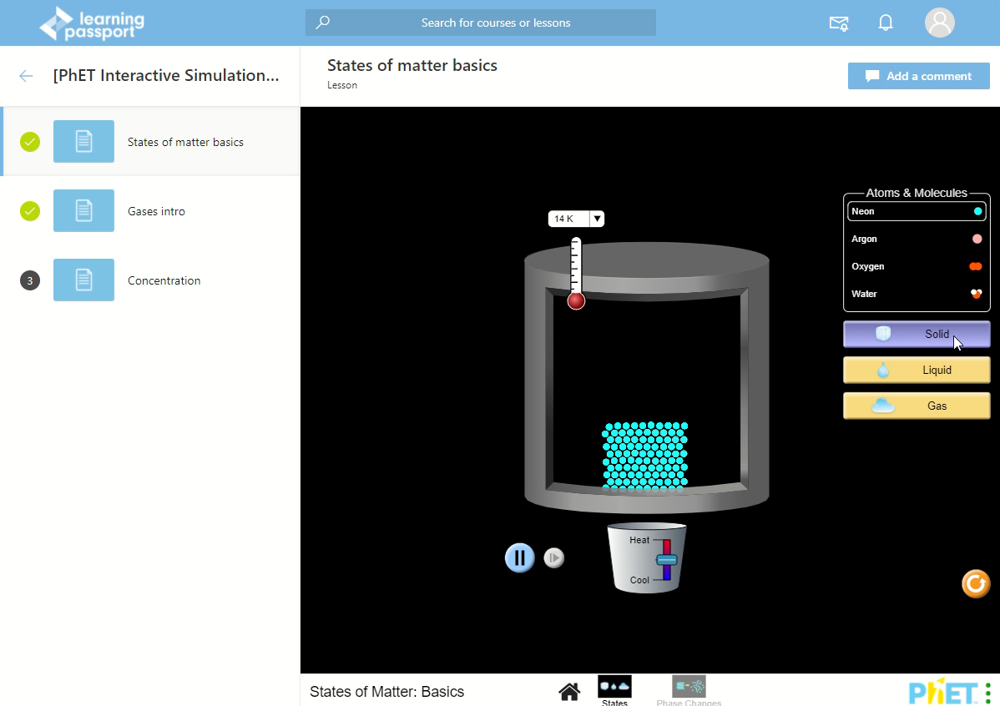 learning
passport
Search for courses or lessons
[PhET Interactive Simulation...
States of matter basics
Lesson
Add a comment
States of matter basics
Gases intro
3
Concentration
14 K
Atoms & Molecules
Neon
Argon
Oxygen
Water
Solid
Liquid
Gas
Heat
Cool
States of Matter: Basics
States
Phase Changes
PhET